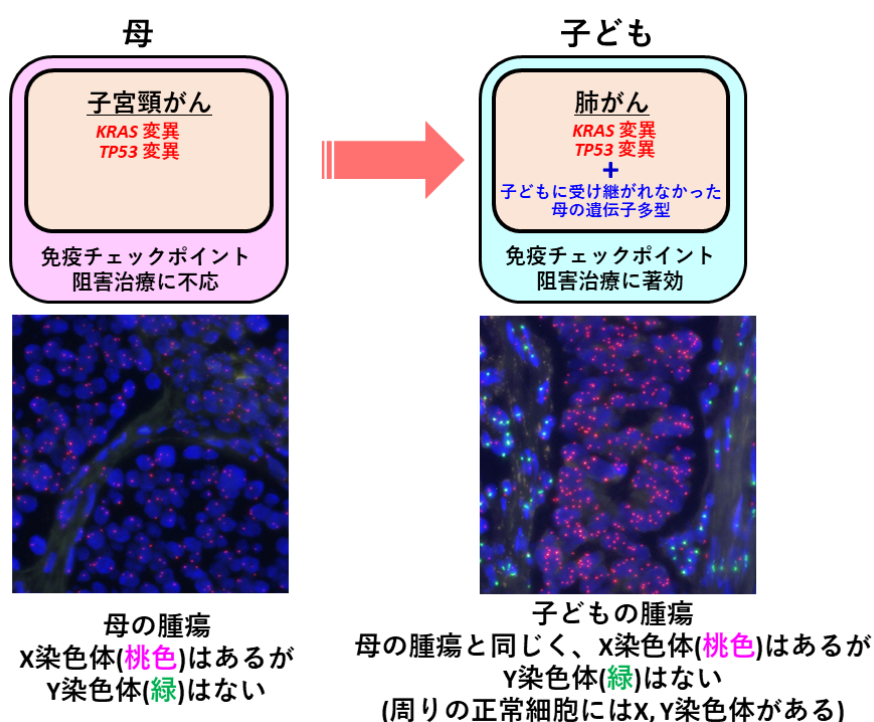 母
子宮頸がん
KRAS 変異
TP53 変異
免疫チェックポイント
阻害治療に不応
子ども
肺がん
KRAS 変異
TP53 変異
+
子どもに受け継がれなかった
母の遺伝子多型
免疫チェックポイント
阻害治療に著効
母の腫瘍
X染色体(桃色)はあるが
Y染色体(緑)はない
子どもの腫瘍
母の腫瘍と同じく、X染色体(桃色)はあるが
Y染色体(緑)はない
(周りの正常細胞にはX, Y染色体がある)